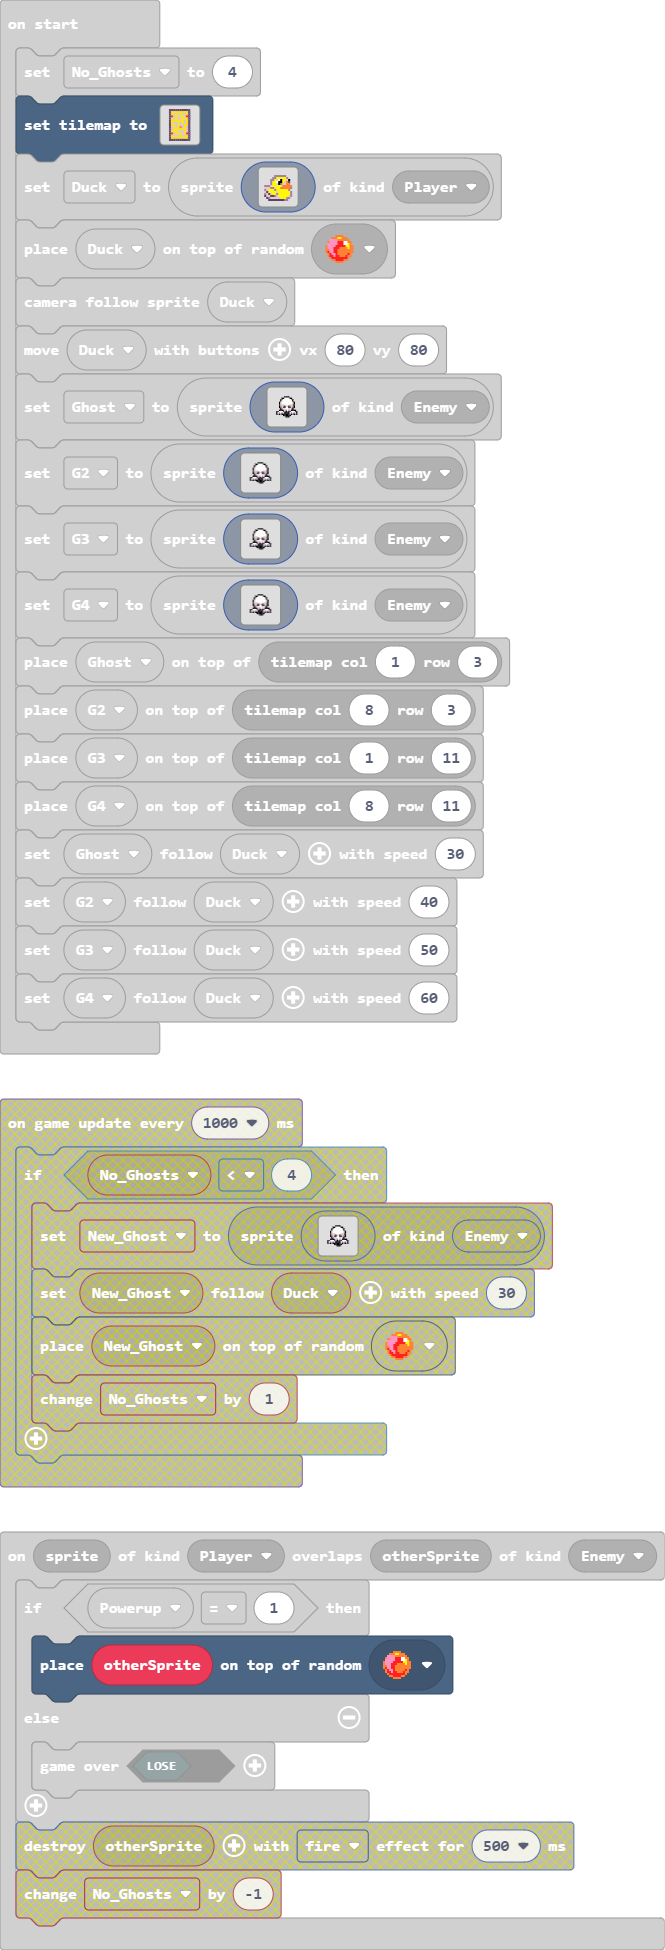 on start
set No_Ghosts to 4
set tilemap to
set Duck to sprite of kind Player
place Duck on top of random
camera follow sprite Duck
move Duck with buttons vx 80 vy 80
set Ghost to sprite of kind Enemy
set G2 to sprite of kind Enemy
set G3 to sprite of kind Enemy
set G4 to sprite of kind Enemy
place Ghost on top of tilemap col 1 row 3
place G2 on top of tilemap col 8 row 3
place G3 on top of tilemap col 1 row 11
place G4 on top of tilemap col 8 row 11
set Ghost follow Duck with speed 30
set G2 follow Duck with speed 40
set G3 follow Duck with speed 50
set G4 follow Duck with speed 60
on game update every 1000 ms
if No_Ghosts < 4 then
set New_Ghost to sprite of kind Enemy
set New_Ghost follow Duck with speed 30
place New_Ghost on top of random
change No_Ghosts by 1
on sprite of kind Player overlaps otherSprite of kind Enemy
if Powerup = 1 then
place otherSprite on top of random
else
game over LOSE
destroy otherSprite with fire effect for 500 ms
change No_Ghosts by -1